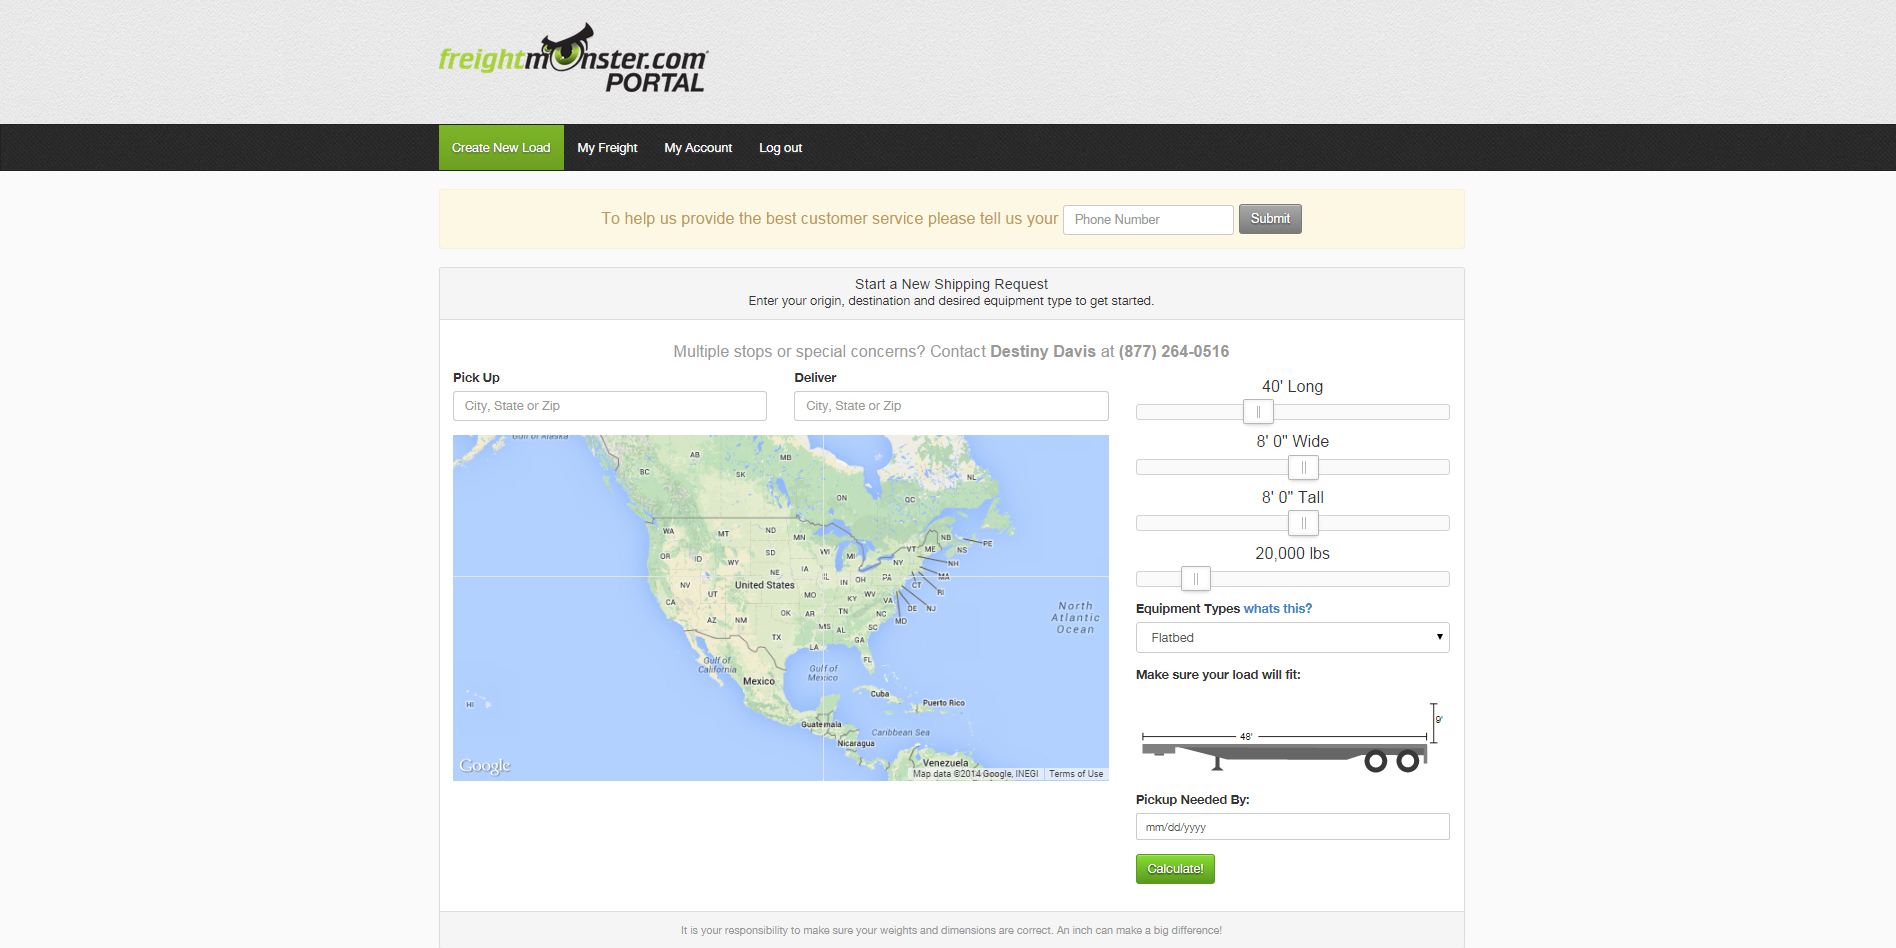 freightmonster.com
PORTAL
Create New Load My Freight My Account Log out
To help us provide the best customer service please tell us your Phone Number Submit
Start a New Shipping Request
Enter your origin, destination and desired equipment type to get started.
Multiple stops or special concerns? Contact Destiny Davis at (877) 264-0516
Pick Up
City, State or Zip
Deliver
City, State or Zip
Gulf of Alaska
AB
MB
BC
SK
NL
ON
QC
WA
MT
ND
MN
NB
PE
OR
ID
SD
WI
MI
VT
ME
NS
WY
NY
NH
NE
IA
IL
IN
OH
PA
MA
NV
United States
CT
UT
MO
KY
WV
RI
CA
VA
DE
NJ
OK
AR
TN
NC
AZ
NM
MD
MS
AL
SC
TX
GA
LA
FL
North
Atlantic
Ocean
Gulf of
California
Gulf of
Mexico
Mexico
Cuba
HI
Puerto Rico
Guatemala
Caribbean Sea
Nicaragua
Venezuela
Google
Map data ©2014 Google, INEGI Terms of Use
40' Long
8' 0" Wide
8' 0" Tall
20,000 lbs
Equipment Types whats this?
Flatbed
Make sure your load will fit:
9'
48'
Pickup Needed By:
mm/dd/yyyy
Calculate!
It is your responsibility to make sure your weights and dimensions are correct. An inch can make a big difference!